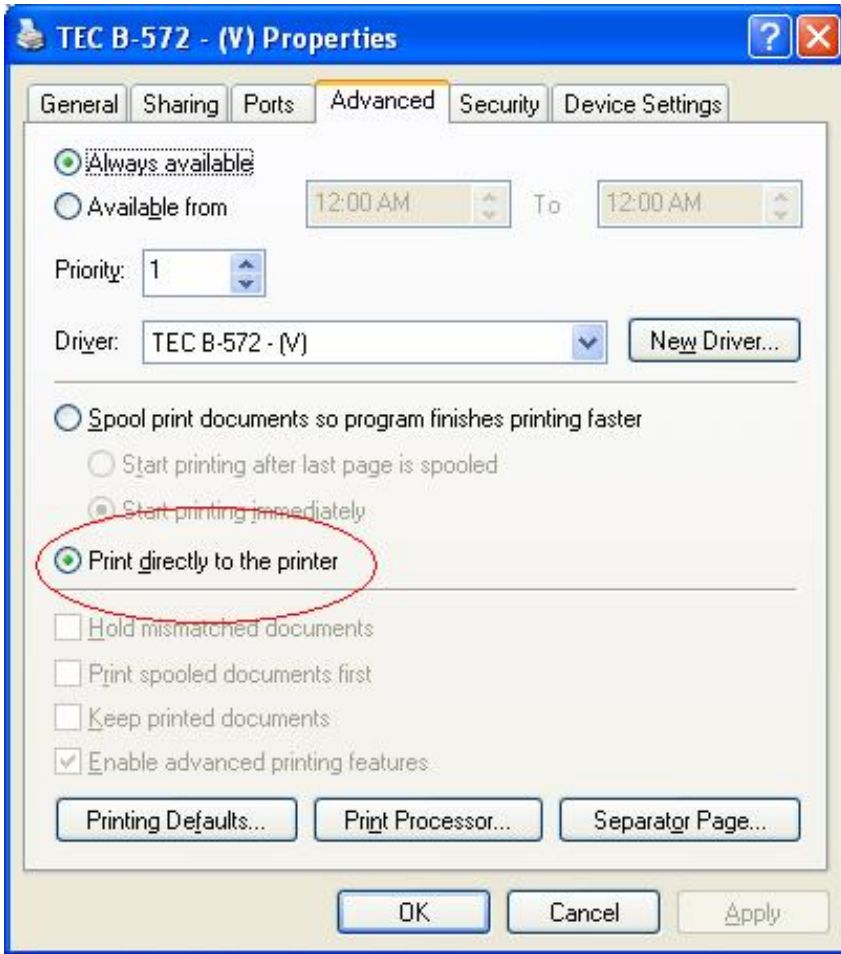 TEC B-572 - (V) Properties
General Sharing Ports Advanced Security Device Settings
Always available
Available from 12:00 AM To 12:00 AM
Priority: 1
Driver: TEC B-572 - (V) New Driver...
Spool print documents so program finishes printing faster
Start printing after last page is spooled
Start printing immediately
Print directly to the printer
Hold mismatched documents
Print spooled documents first
Keep printed documents
Enable advanced printing features
Printing Defaults... Print Processor... Separator Page...
OK Cancel Apply